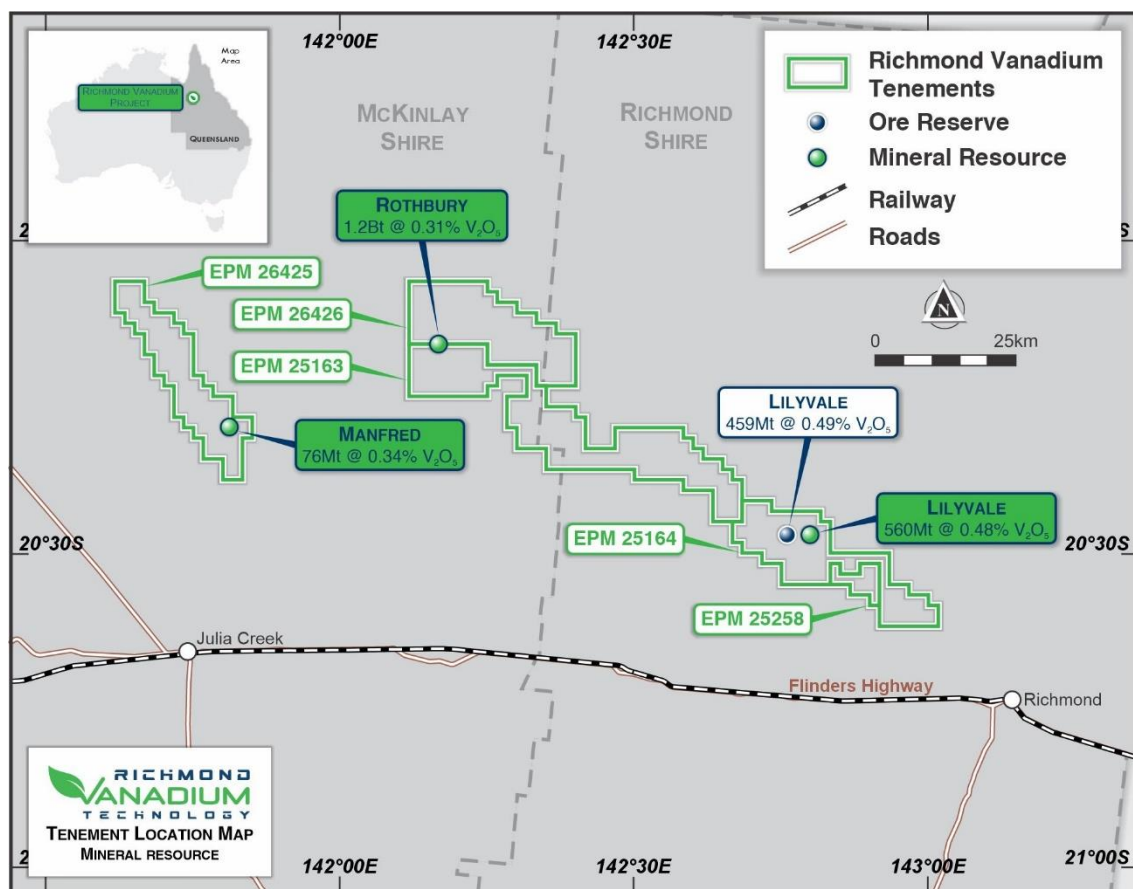 142°00E
142°30E
Map
Area
RICHMOND VANADIUM
PROJECT
QUEENSLAND
MCKINLAY
SHIRE
RICHMOND
SHIRE
Richmond Vanadium
Tenements
Ore Reserve
Mineral Resource
Railway
Roads
N
0 25km
ROTHBURY
1.2Bt @ 0.31% V₂O₅
EPM 26425
EPM 26426
EPM 25163
MANFRED
76Mt @ 0.34% V₂O₅
LILYVALE
459Mt @ 0.49% V₂O₅
LILYVALE
560Mt @ 0.48% V₂O₅
EPM 25164
EPM 25258
20°30S
20°30S
Julia Creek
Flinders Highway
Richmond
RICHMOND
VANADIUM
TECHNOLOGY
TENEMENT LOCATION MAP
MINERAL RESOURCE
142°00E
142°30E
143°00E
21°00S